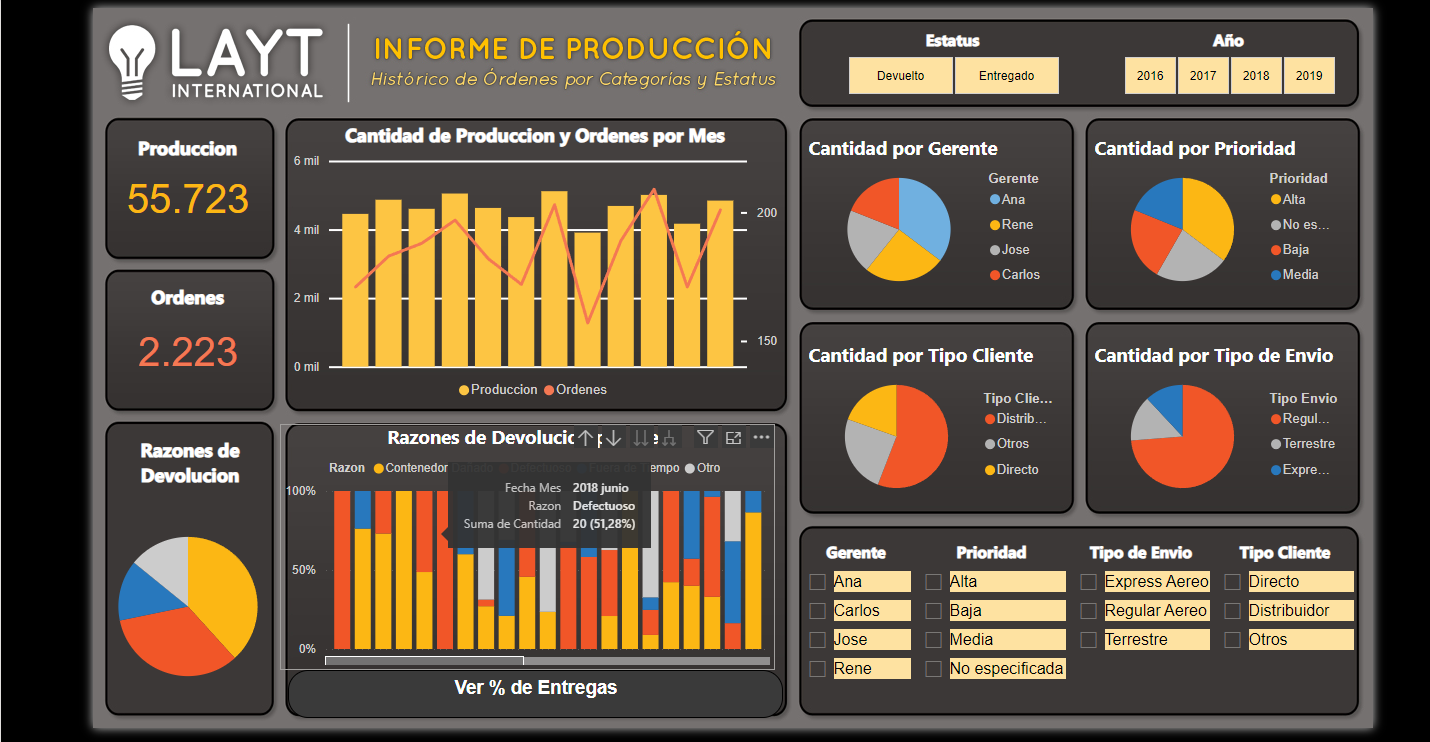 LAYT
INTERNATIONAL
INFORME DE PRODUCCIÓN
Histórico de Órdenes por Categorías y Estatus
Estatus
Devuelto
Entregado
Año
2016
2017
2018
2019
Produccion
55.723
Ordenes
2.223
Cantidad de Produccion y Ordenes por Mes
6 mil
4 mil
2 mil
0 mil
200
150
Produccion
Ordenes
Cantidad por Gerente
Gerente
Ana
Rene
Jose
Carlos
Cantidad por Prioridad
Prioridad
Alta
No es...
Baja
Media
Cantidad por Tipo Cliente
Tipo Clie...
Distrib...
Otros
Directo
Cantidad por Tipo de Envio
Tipo Envio
Regul...
Terrestre
Expre...
Razones de
Devolucion
Razones de Devolucic
Razon
Contenedor Dañado
Defectuoso
Fuera de Tiempo
Otro
100%
50%
0%
Fecha Mes 2018 junio
Razon Defectuoso
Suma de Cantidad 20 (51,28%)
Ver % de Entregas
Gerente
Ana
Carlos
Jose
Rene
Prioridad
Alta
Baja
Media
No especificada
Tipo de Envio
Express Aereo
Regular Aereo
Terrestre
Tipo Cliente
Directo
Distribuidor
Otros